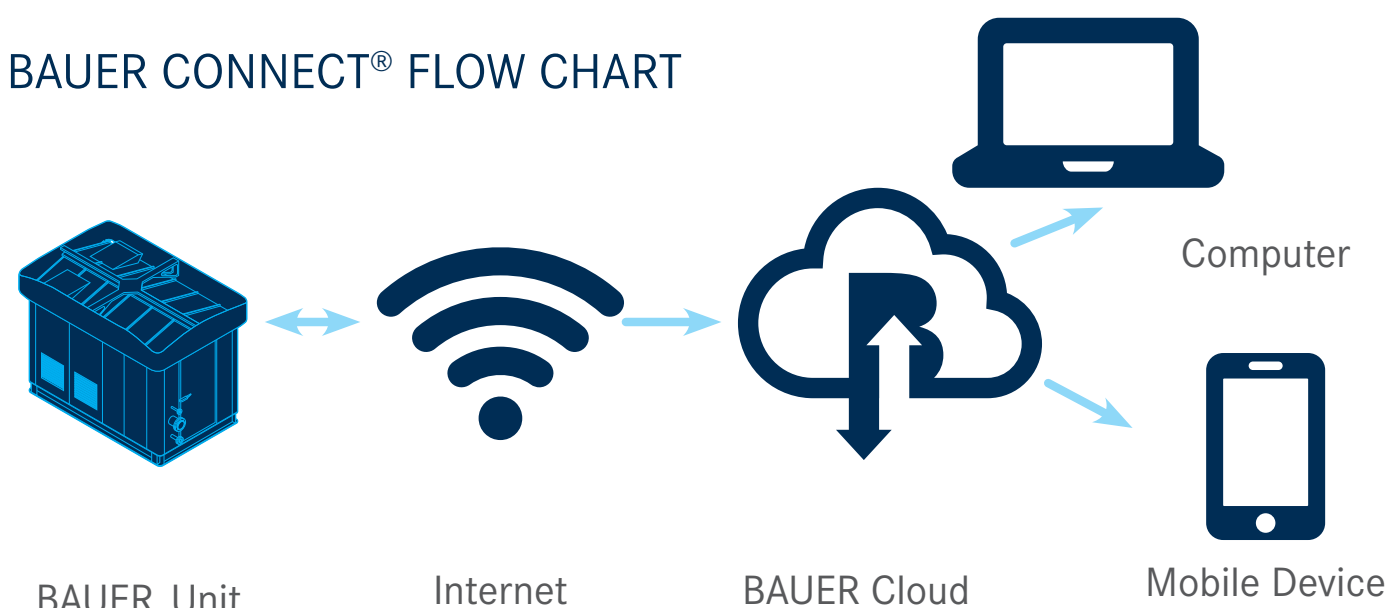 BAUER CONNECT® FLOW CHART
Computer
BAUER Unit
Internet
BAUER Cloud
Mobile Device